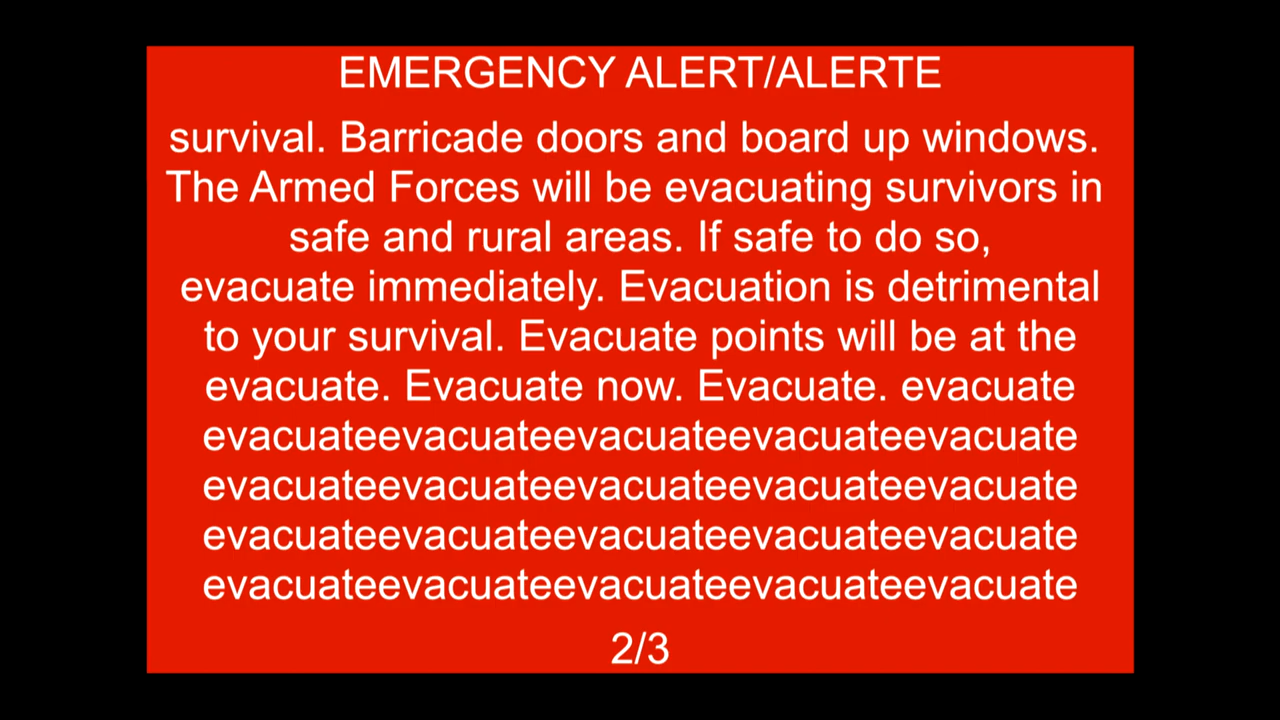 EMERGENCY ALERT/ALERTE
survival. Barricade doors and board up windows.
The Armed Forces will be evacuating survivors in
safe and rural areas. If safe to do so,
evacuate immediately. Evacuation is detrimental
to your survival. Evacuate points will be at the
evacuate. Evacuate now. Evacuate. evacuate
evacuateevacuateevacuateevacuateevacuate
evacuateevacuateevacuateevacuateevacuate
evacuateevacuateevacuateevacuateevacuate
evacuateevacuateevacuateevacuateevacuate
2/3